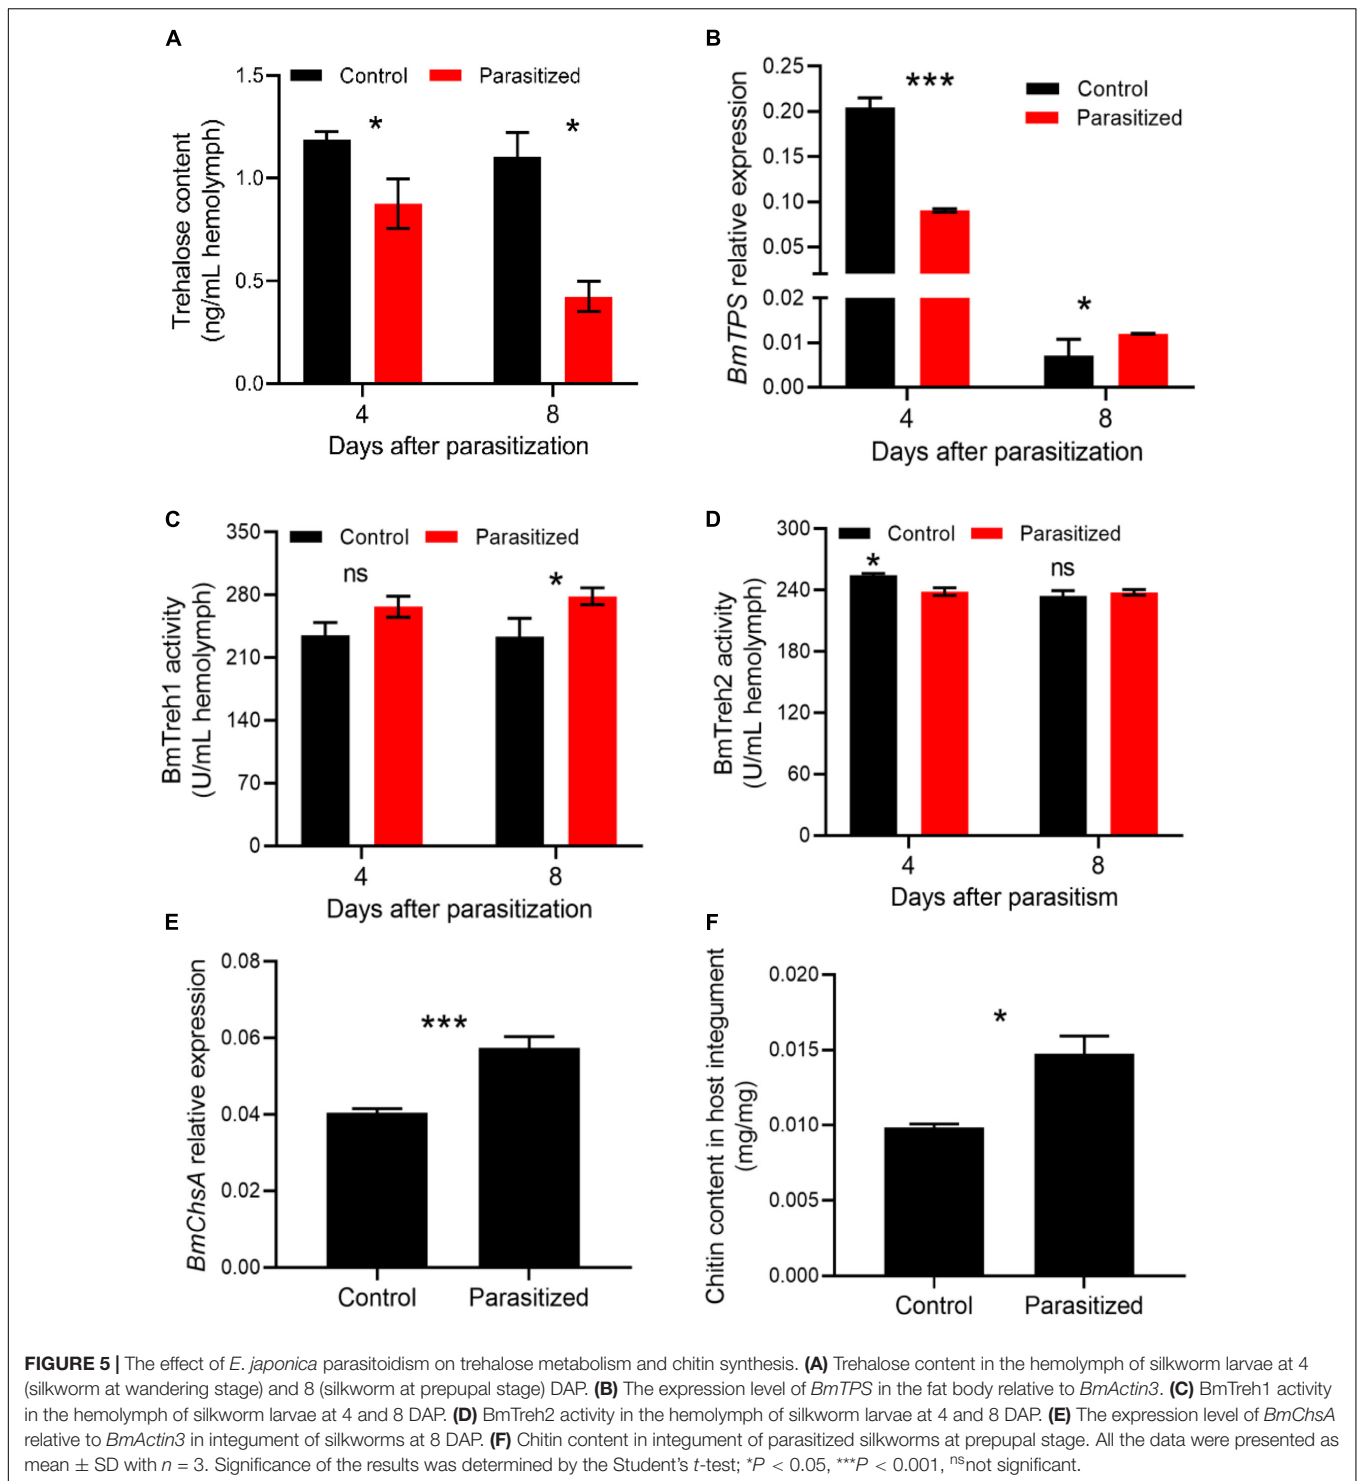 A
Control Parasitized
Trehalose content
(ng/mL hemolymph)
1.5
1.0
0.5
0.0
*
*
4 8
Days after parasitization
B
Control
Parasitized
BmTPS relative expression
0.25
0.20
0.15
0.10
0.05
0.02
0.01
0.00
***
*
4 8
Days after parasitization
C
Control Parasitized
BmTreh1 activity
(U/mL hemolymph)
350
280
210
140
70
0
ns
*
4 8
Days after parasitization
D
Control Parasitized
BmTreh2 activity
(U/mL hemolymph)
300
240
180
120
60
0
*
ns
4 8
Days after parasitism
E
BmChsA relative expression
0.08
0.06
0.04
0.02
0.00
***
Control Parasitized
F
Chitin content in host integument
(mg/mg)
0.020
0.015
0.010
0.005
0.000
*
Control Parasitized
FIGURE 5 | The effect of E. japonica parasitoidism on trehalose metabolism and chitin synthesis. (A) Trehalose content in the hemolymph of silkworm larvae at 4
(silkworm at wandering stage) and 8 (silkworm at prepupal stage) DAP. (B) The expression level of BmTPS in the fat body relative to BmActin3. (C) BmTreh1 activity
in the hemolymph of silkworm larvae at 4 and 8 DAP. (D) BmTreh2 activity in the hemolymph of silkworm larvae at 4 and 8 DAP. (E) The expression level of BmChsA
relative to BmActin3 in integument of silkworms at 8 DAP. (F) Chitin content in integument of parasitized silkworms at prepupal stage. All the data were presented as
mean ± SD with n = 3. Significance of the results was determined by the Student's t-test; *P < 0.05, ***P < 0.001, ns not significant.